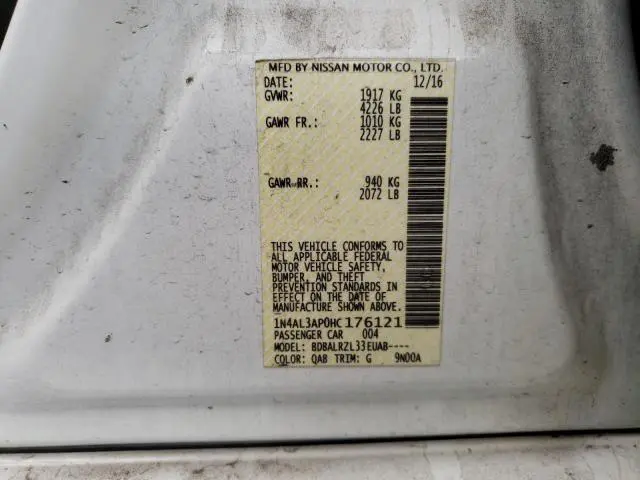 MFD BY NISSAN MOTOR CO., LTD.
DATE: 12/16
GVWR: 1917 KG
4226 LB
GAWR FR.: 1010 KG
2227 LB
GAWR RR.: 940 KG
2072 LB
THIS VEHICLE CONFORMS TO
ALL APPLICABLE FEDERAL
MOTOR VEHICLE SAFETY,
BUMPER, AND THEFT
PREVENTION STANDARDS IN
EFFECT ON THE DATE OF
MANUFACTURE SHOWN ABOVE.
1N4AL3AP0HC176121
PASSENGER CAR 004
MODEL: BDBALRZL33EUAB----
COLOR: QAB TRIM: G 9N00A